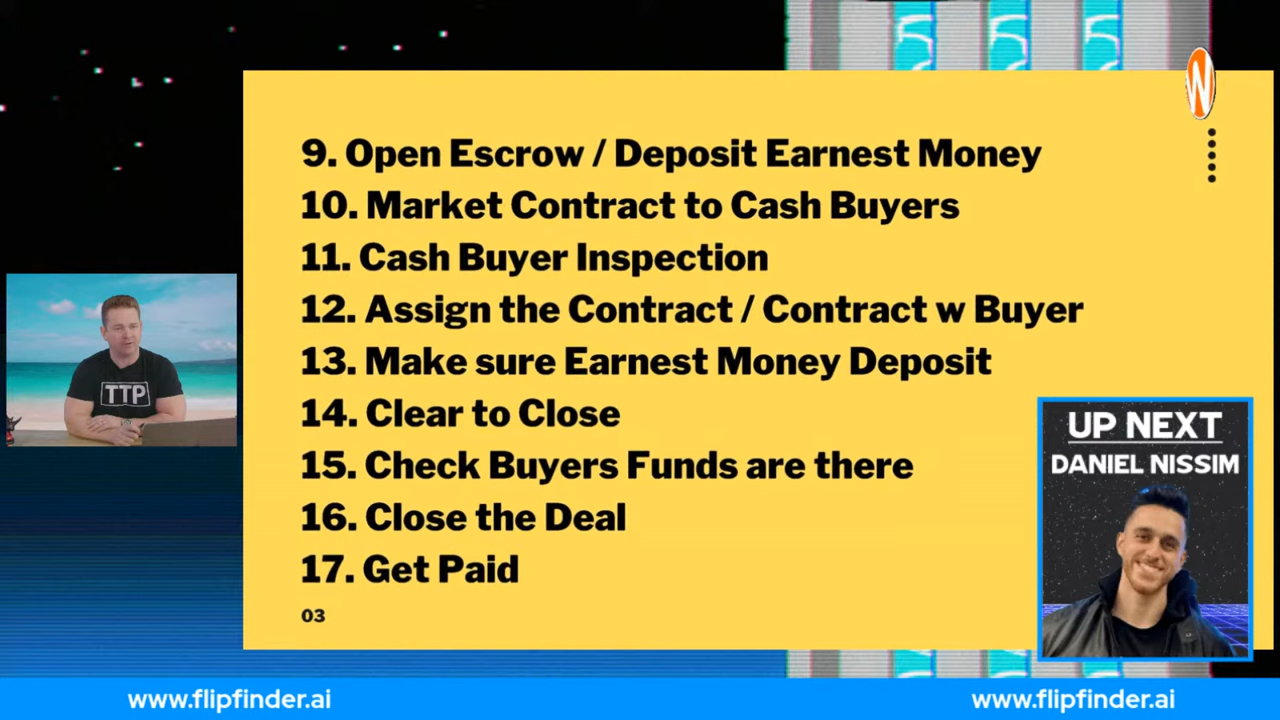 W
9. Open Escrow / Deposit Earnest Money
10. Market Contract to Cash Buyers
11. Cash Buyer Inspection
12. Assign the Contract / Contract w Buyer
13. Make sure Earnest Money Deposit
14. Clear to Close
15. Check Buyers Funds are there
16. Close the Deal
17. Get Paid
03
TTP
UP NEXT
DANIEL NISSIM
www.flipfinder.ai
www.flipfinder.ai